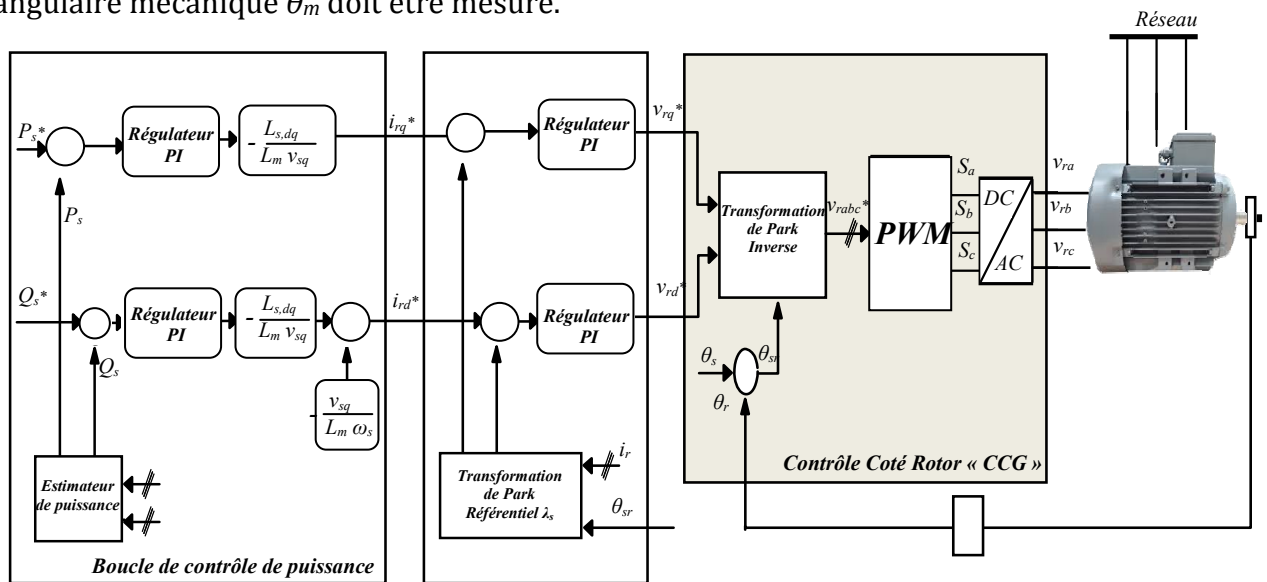 angulaire mécanique θm doit être mesuré.
Réseau
Ps*
Régulateur
PI
- Ls,dq
Lm vsq
irq*
Régulateur
PI
vrq*
Ps
Transformation
de Park
Inverse
vrabc*
PWM
Sa
Sb
Sc
DC
AC
vra
vrb
vrc
Qs*
Régulateur
PI
- Ls,dq
Lm vsq
ird*
Régulateur
PI
vrd*
Qs
- vsq
Lm ωs
θs
θsr
θr
Estimateur
de puissance
Transformation
de Park
Référentiel λs
ir
θsr
Contrôle Coté Rotor « CCG »
Boucle de contrôle de puissance